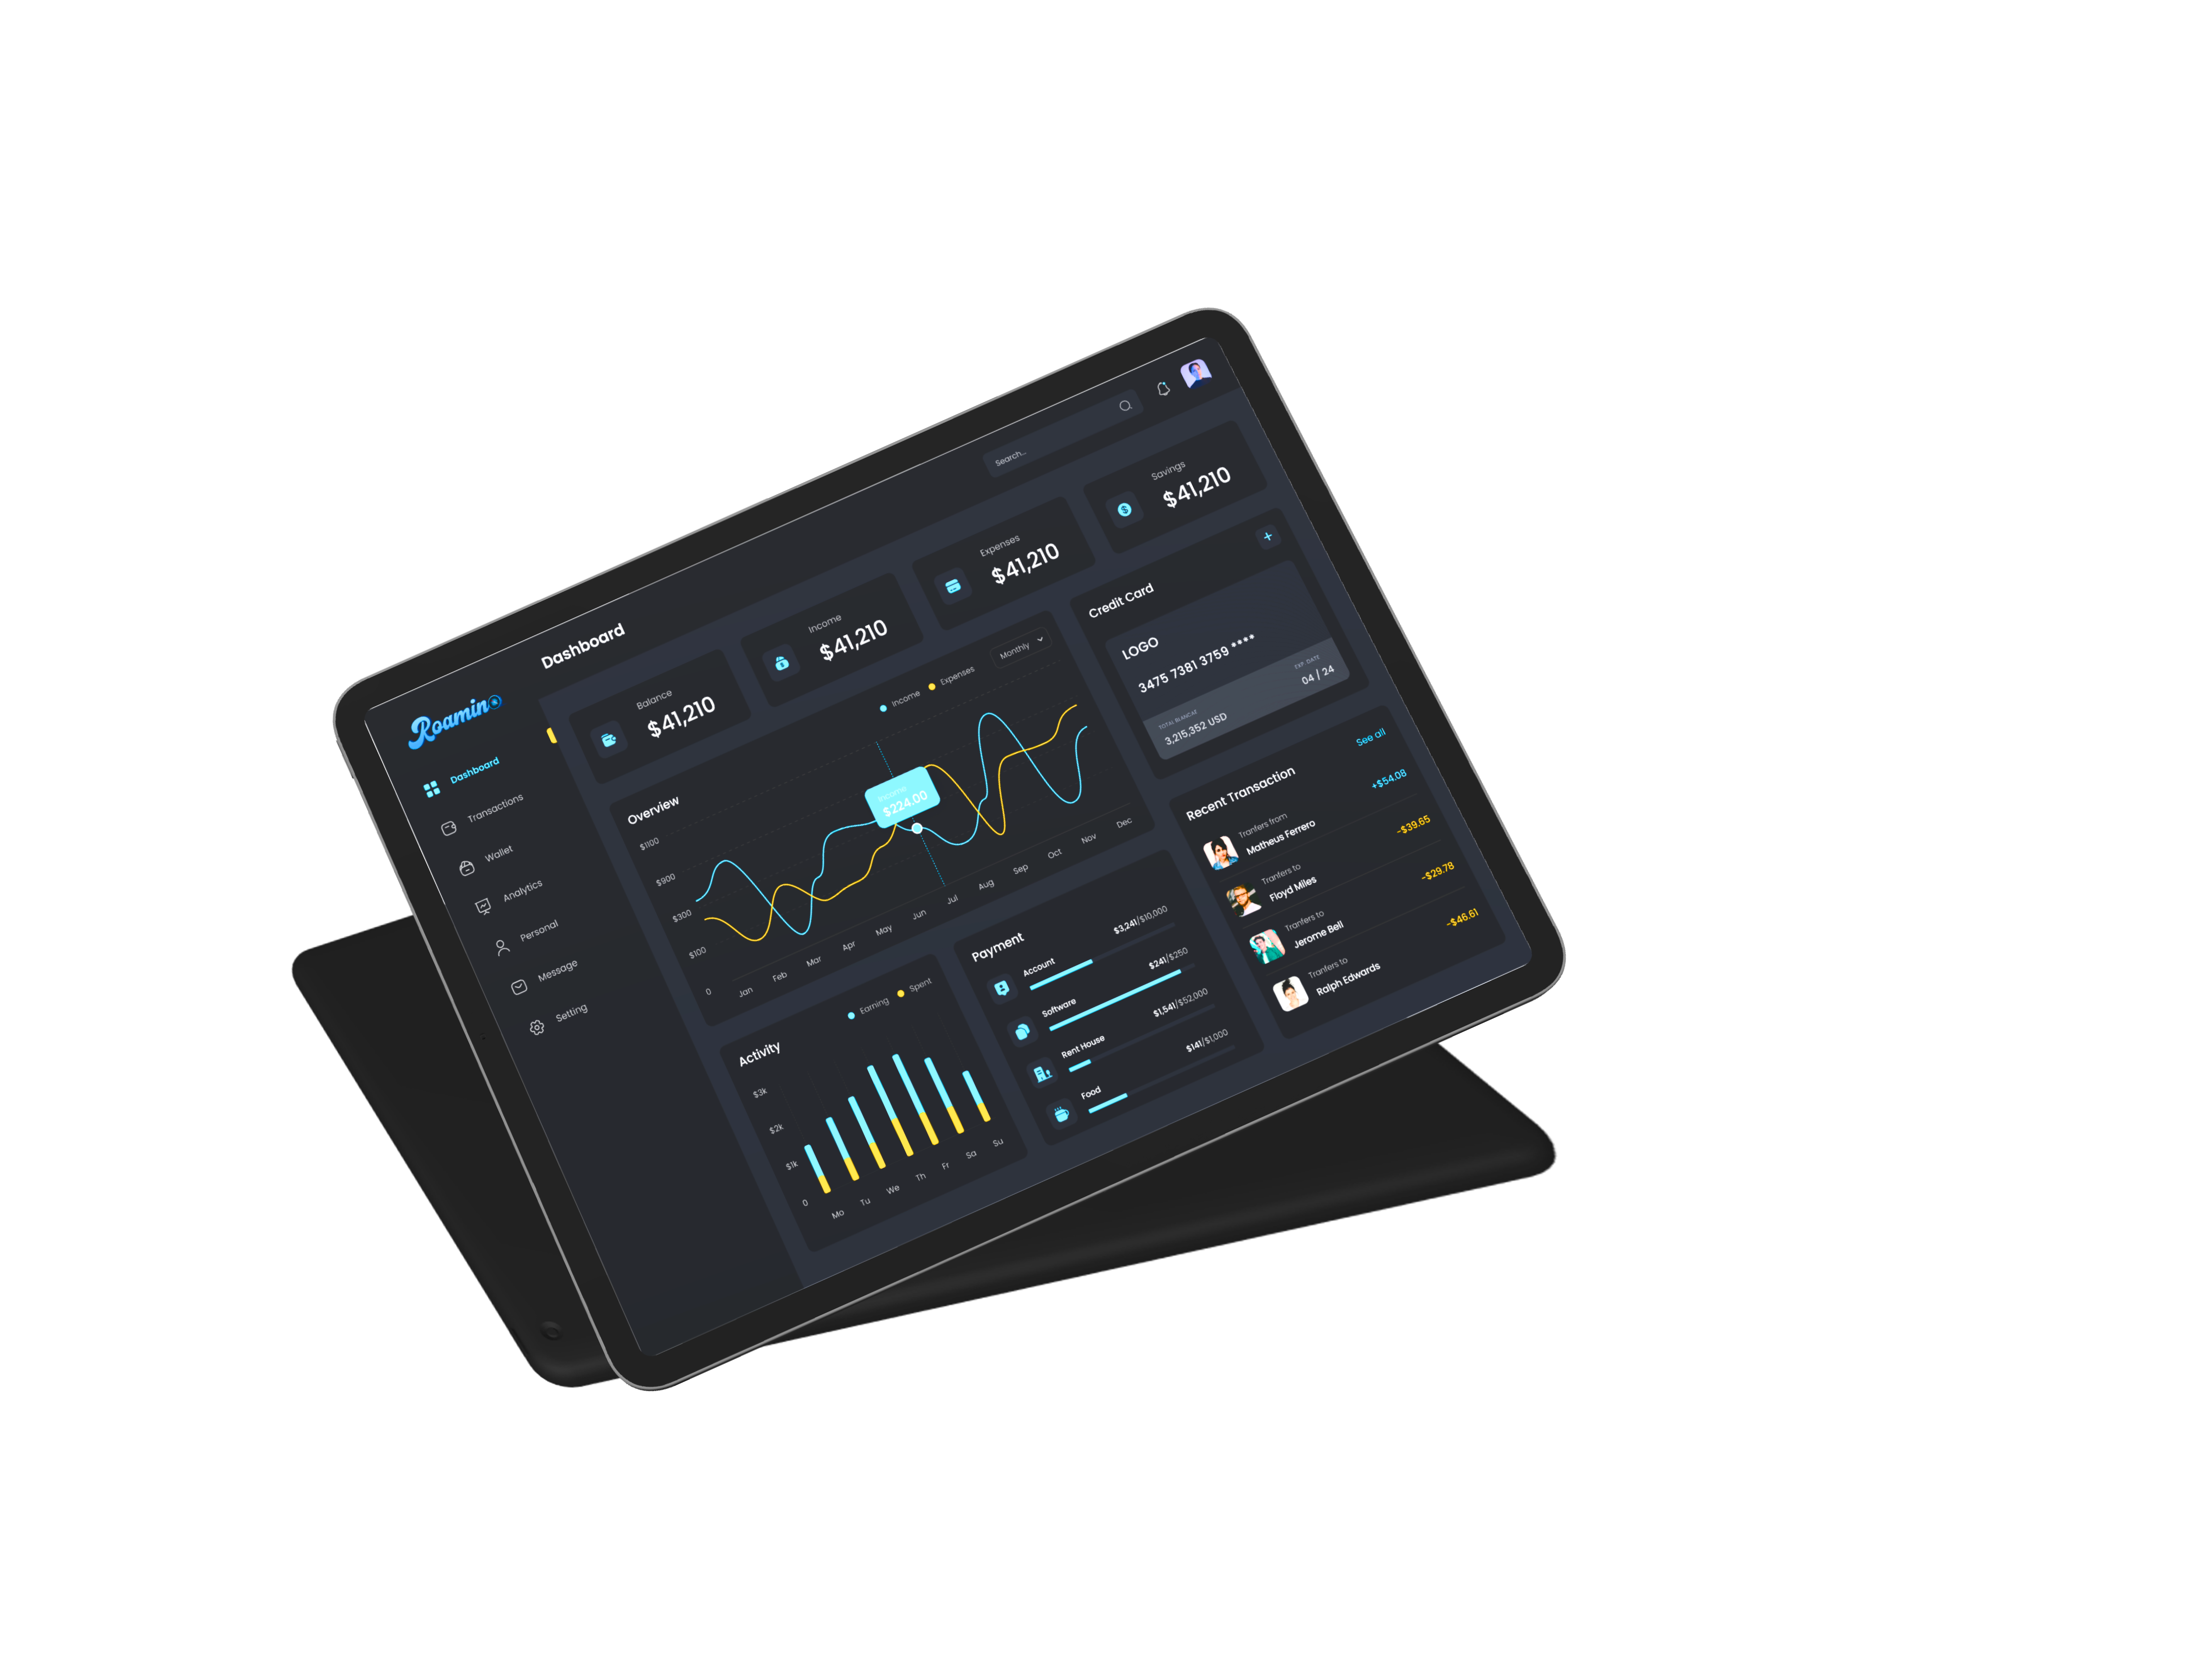 Roamino
Dashboard
Search...
Dashboard
Transactions
Wallet
Analytics
Personal
Message
Setting
Balance
$41,210
Income
$41,210
Expenses
$41,210
Savings
$41,210
Overview
Income
Expenses
Monthly
$1100
$900
$300
$100
0
Income
$224.00
Jan
Feb
Mar
Apr
May
Jun
Jul
Aug
Sep
Oct
Nov
Dec
Credit Card
+
LOGO
3475 7381 3759 ••••
EXP. DATE
04 / 24
TOTAL BLANCAE
3,215,352 USD
Activity
Earning
Spent
$3k
$2k
$1k
0
Mo
Tu
We
Th
Fr
Sa
Su
Payment
Account
$3,241/$10,000
Software
$241/$250
Rent House
$1,541/$52,000
Food
$141/$1,000
Recent Transaction
See all
Tranfers from
Matheus Ferrero
+$54.08
Tranfers to
Floyd Miles
-$39.65
Tranfers to
Jerome Bell
-$29.78
Tranfers to
Ralph Edwards
-$46.61